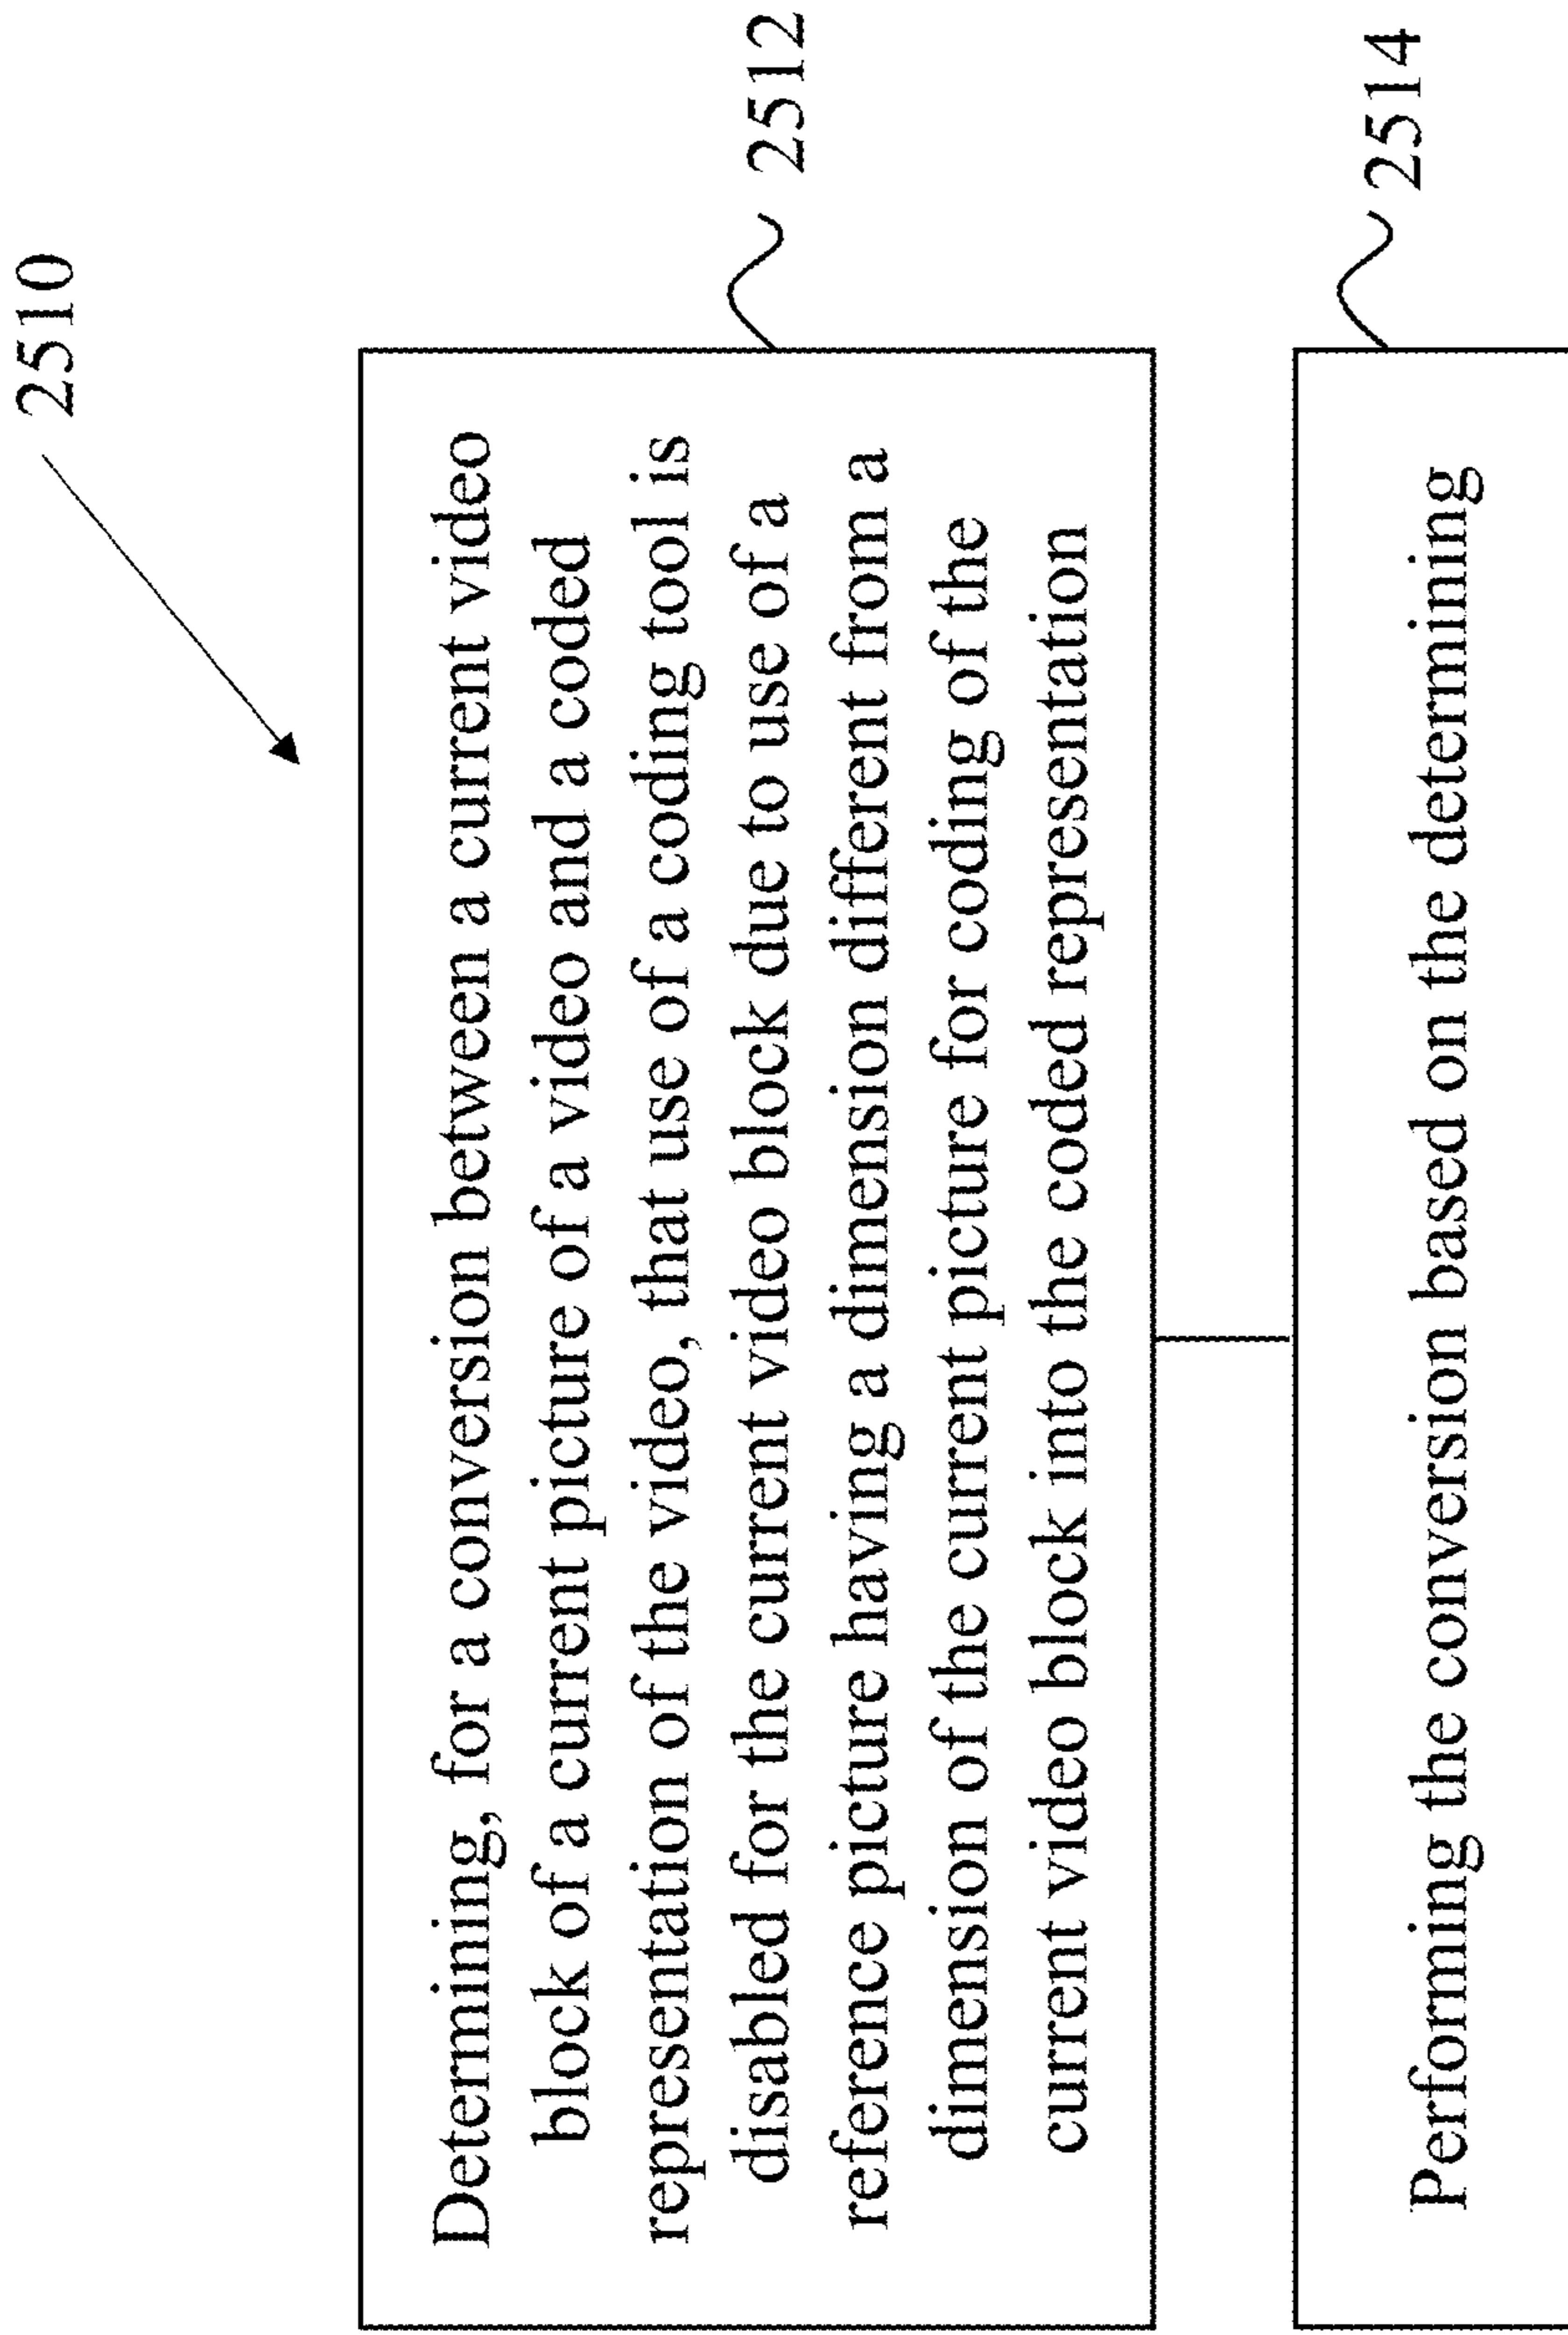 2510
Determining, for a conversion between a current video
block of a current picture of a video and a coded
representation of the video, that use of a coding tool is
disabled for the current video block due to use of a
reference picture having a dimension different from a
dimension of the current picture for coding of the
current video block into the coded representation
2512
Performing the conversion based on the determining
2514